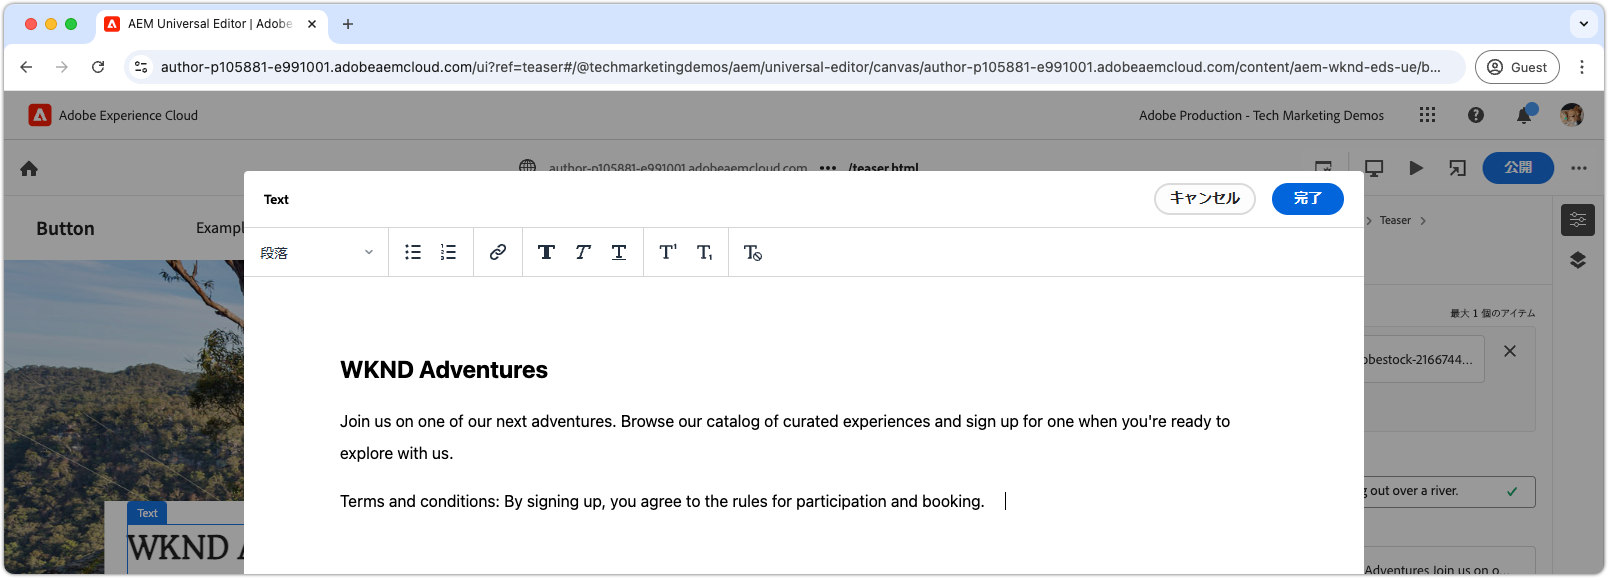 AEM Universal Editor | Adobe
author-p105881-e991001.adobeaemcloud.com/ui?ref=teaser#/@techmarketingdemos/aem/universal-editor/canvas/author-p105881-e991001.adobeaemcloud.com/content/aem-wknd-eds-ue/b...
Guest
Adobe Experience Cloud
Adobe Production - Tech Marketing Demos
author-p105881-e991001.adobeaemcloud.com ••• /teaser.html
公開
Text
キャンセル
完了
Button
Teaser
段落
最大 1 個のアイテム
WKND Adventures
obestock-2166744...
Join us on one of our next adventures. Browse our catalog of curated experiences and sign up for one when you're ready to
explore with us.
Terms and conditions: By signing up, you agree to the rules for participation and booking.
g out over a river.
Text
WKND A
Adventures Join us on o...